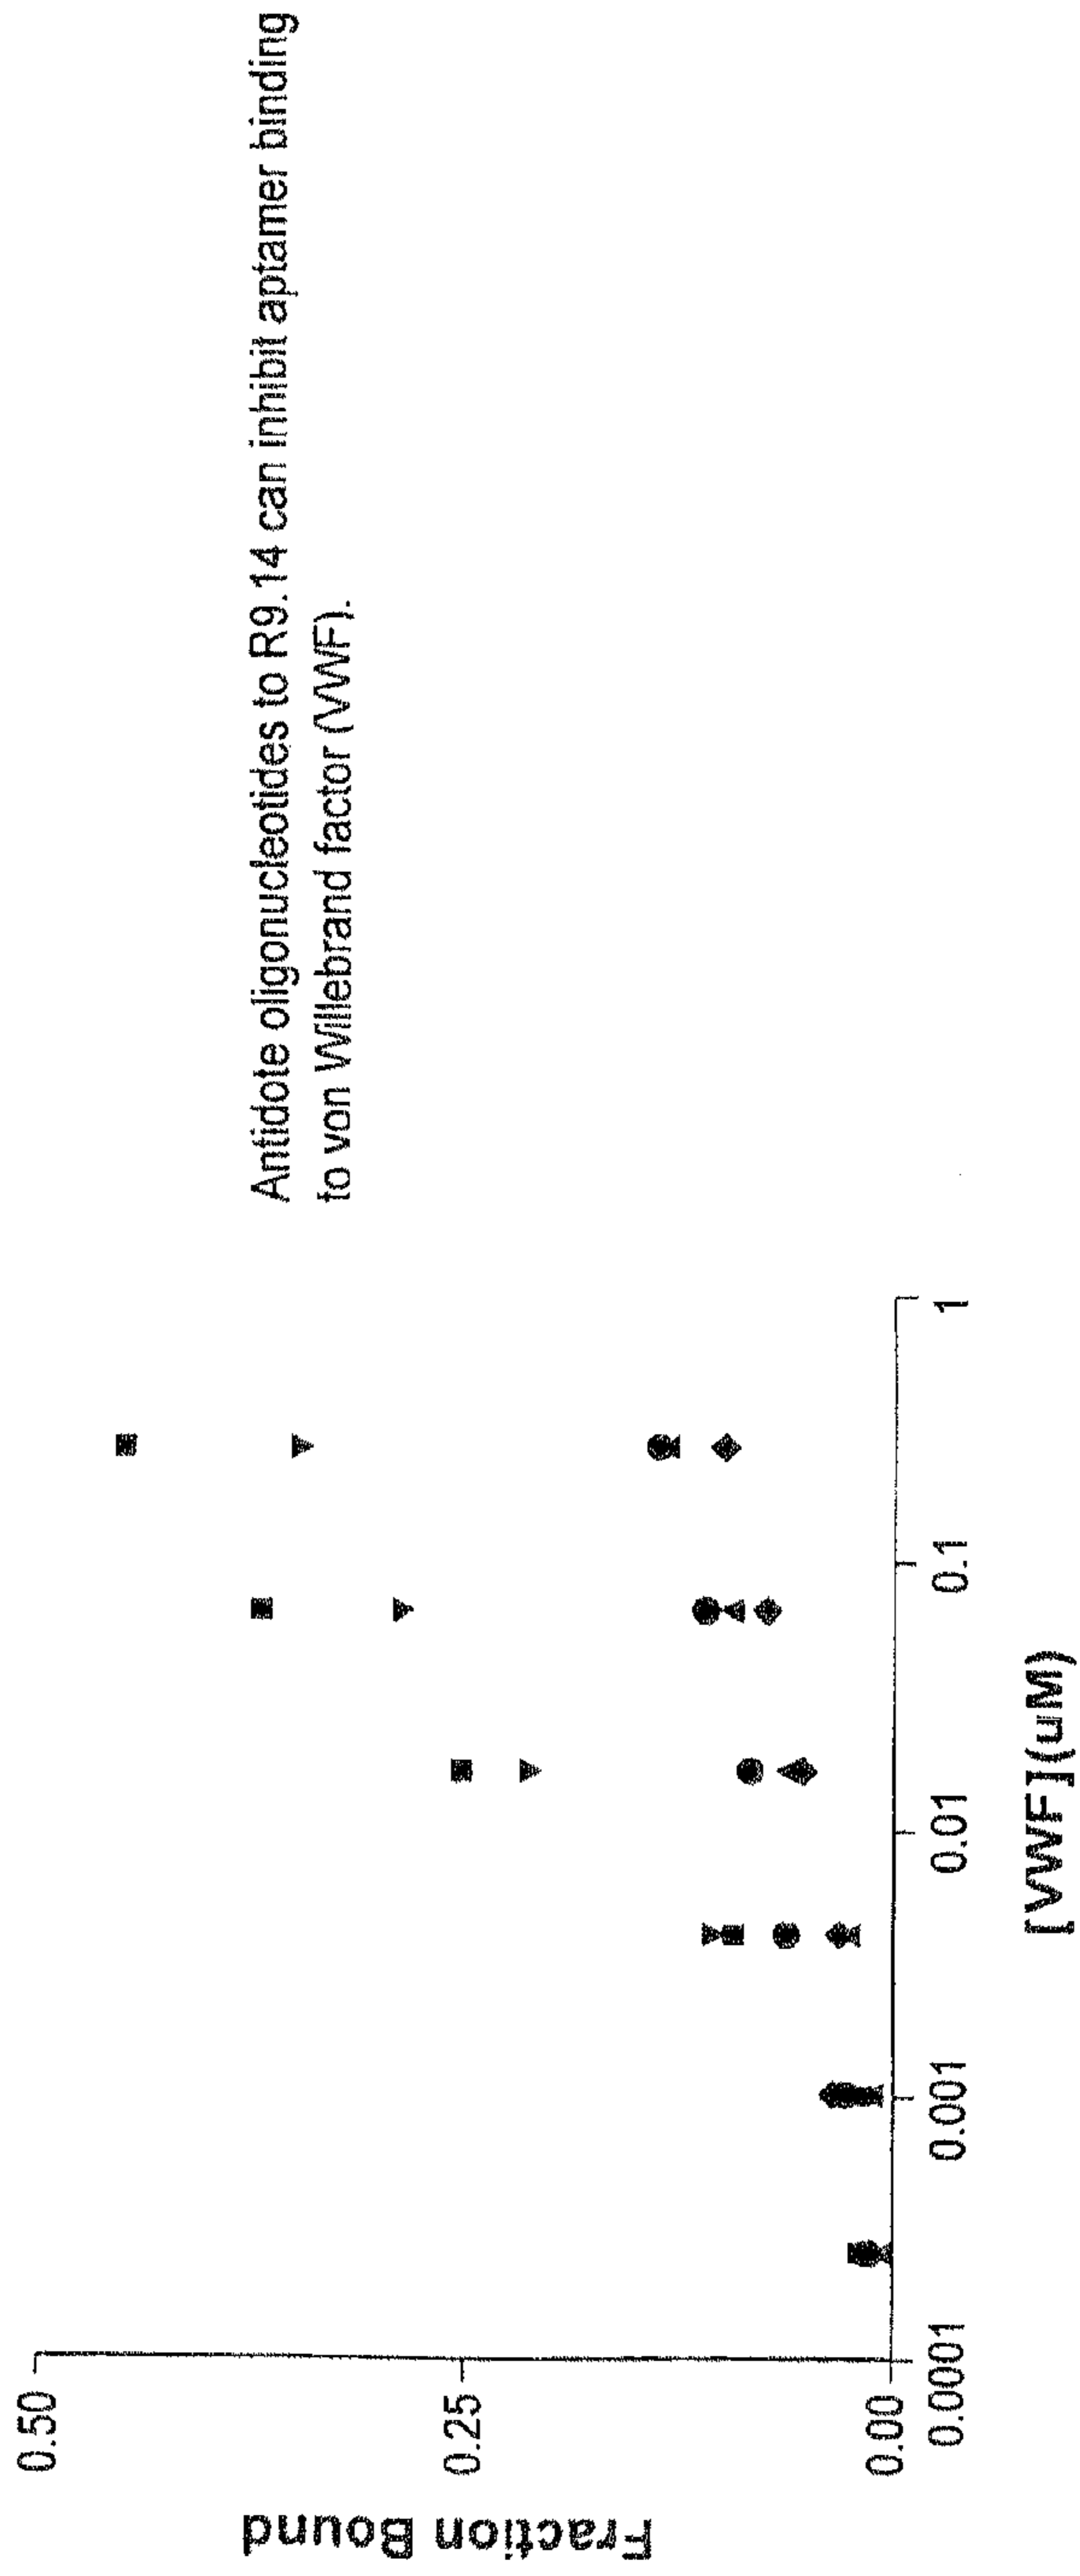 Fraction Bound
0.50
0.25
0.00
0.0001
0.001
0.01
0.1
1
[VWF](uM)
Antidote oligonucleotides to R9.14 can inhibit aptamer binding
to von Willebrand factor (VWF).